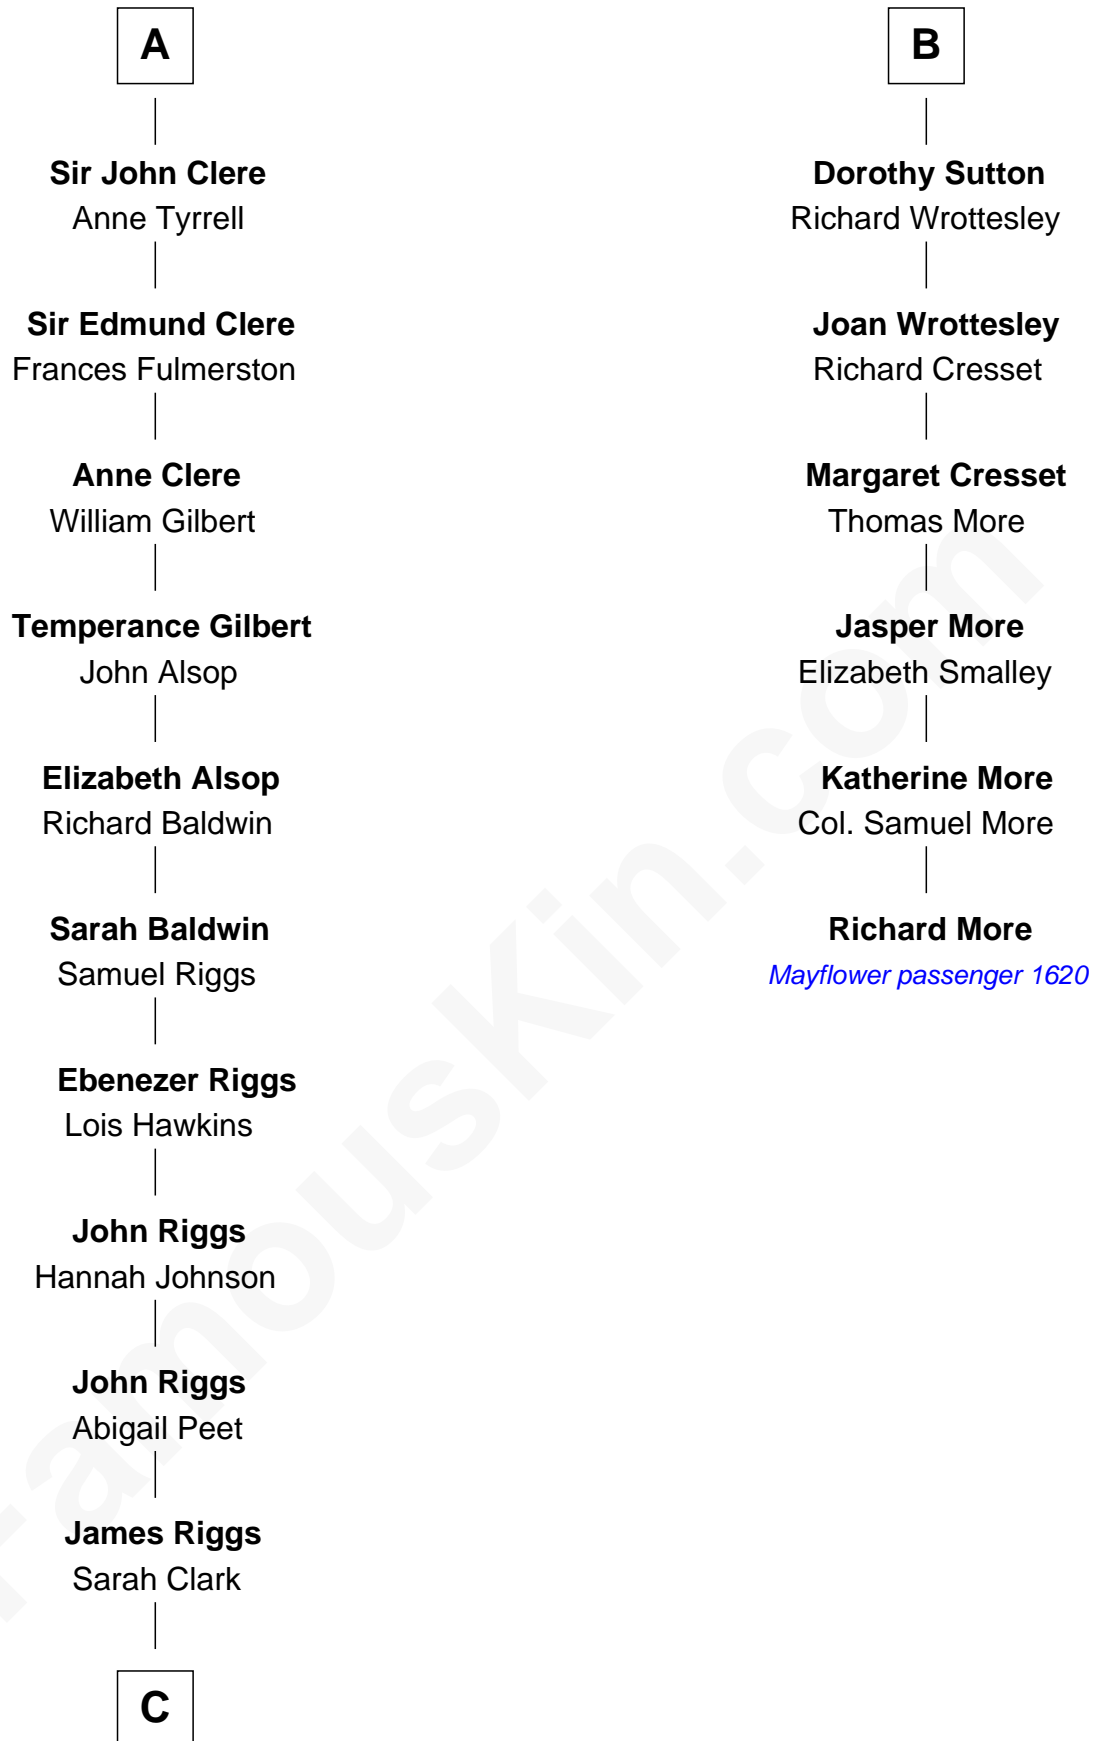 A
Sir John Clere
Anne Tyrrell
Sir Edmund Clere
Frances Fulmerston
Anne Clere
William Gilbert
Temperance Gilbert
John Alsop
Elizabeth Alsop
Richard Baldwin
Sarah Baldwin
Samuel Riggs
Ebenezer Riggs
Lois Hawkins
John Riggs
Hannah Johnson
John Riggs
Abigail Peet
James Riggs
Sarah Clark
C
B
Dorothy Sutton
Richard Wrottesley
Joan Wrottesley
Richard Cresset
Margaret Cresset
Thomas More
Jasper More
Elizabeth Smalley
Katherine More
Col. Samuel More
Richard More
Mayflower passenger 1620
FamousKin.com